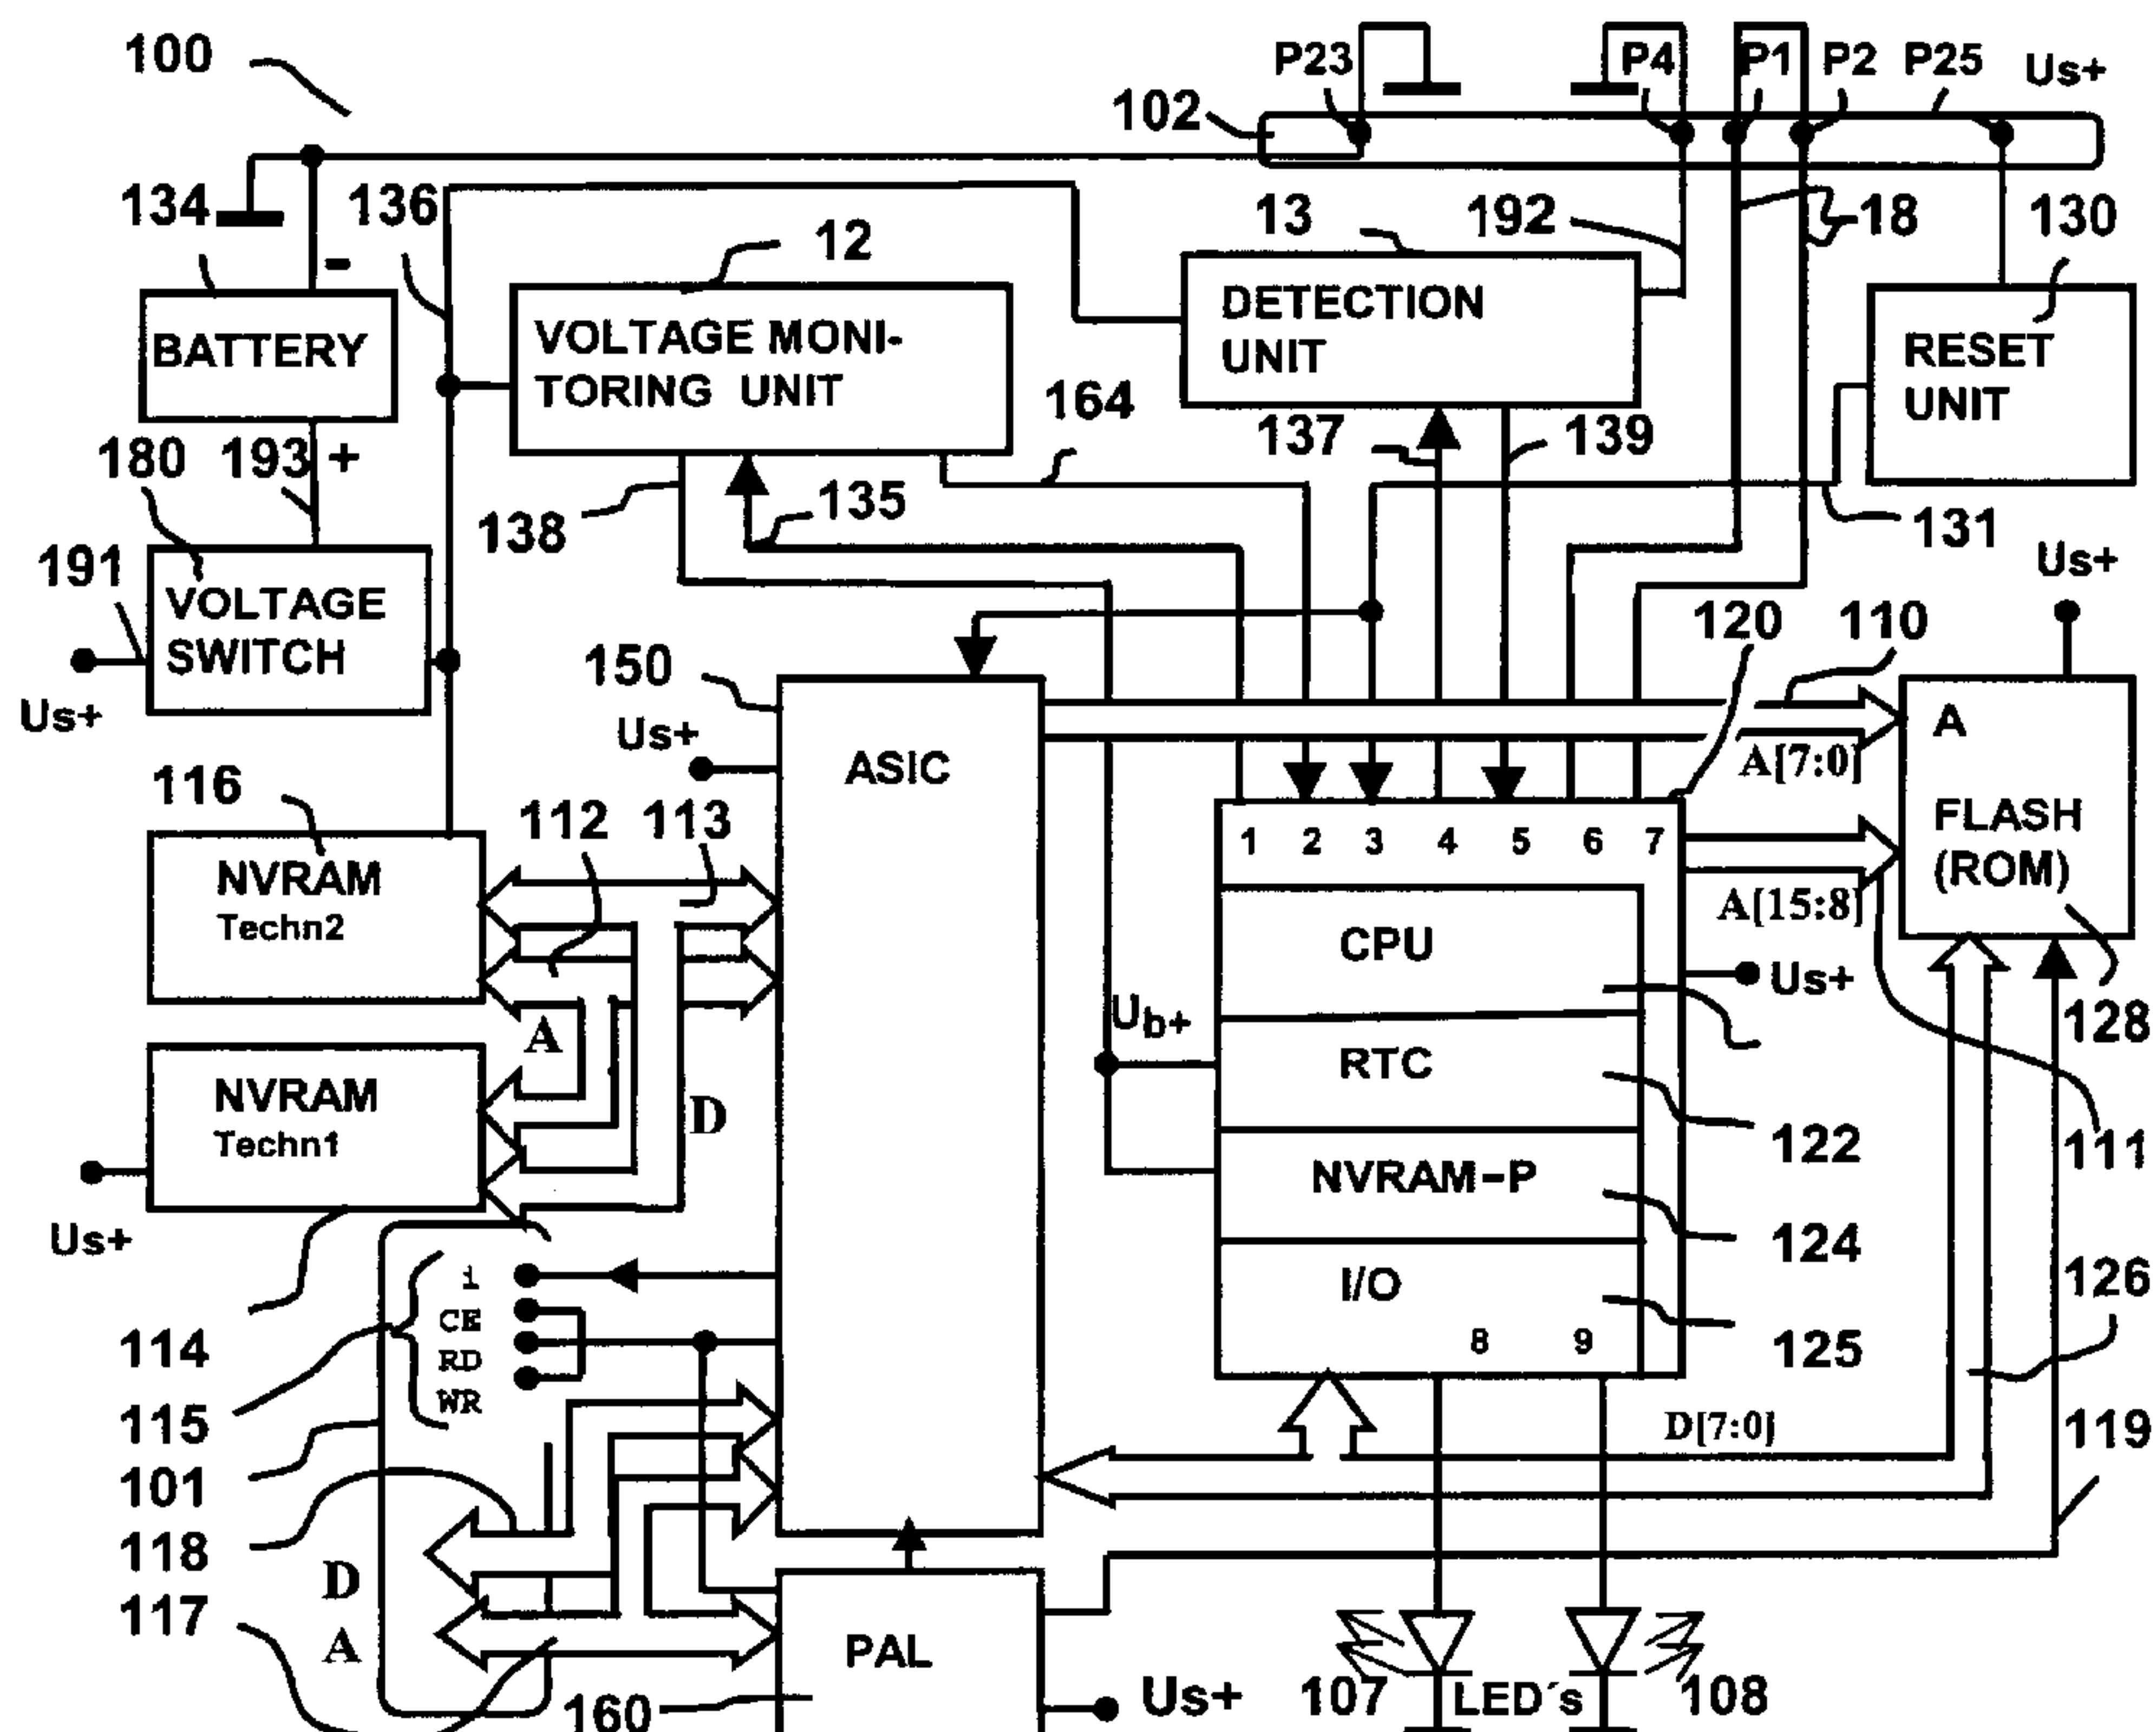 100
P23
P4
P1
P2
P25
Us+
102
134
136
12
13
192
18
130
-
BATTERY
VOLTAGE MONI-
TORING UNIT
DETECTION
UNIT
RESET
UNIT
164
137
139
180
193
+
138
135
131
191
VOLTAGE
SWITCH
Us+
150
Us+
120
110
Us+
116
ASIC
A[7:0]
A
112
113
NVRAM
Techn2
1 2 3 4 5 6 7
FLASH
(ROM)
A[15:8]
CPU
Us+
128
A
Ub+
RTC
NVRAM
Techn1
D
122
111
NVRAM-P
Us+
124
126
i
CE
RD
WR
I/O
8 9
125
114
115
D[7:0]
119
101
118
D
117
A
PAL
160
Us+
107
LED´s
108